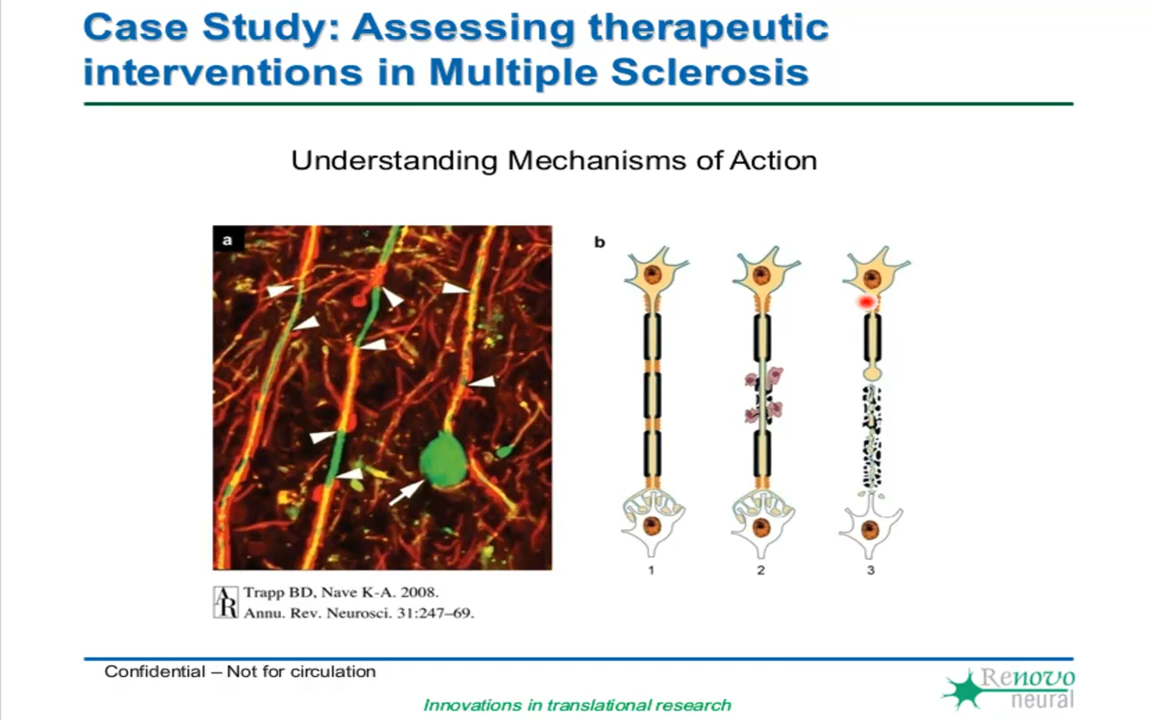 Case Study: Assessing therapeutic
interventions in Multiple Sclerosis
Understanding Mechanisms of Action
a
b
1
2
3
AR
Trapp BD, Nave K-A. 2008.
Annu. Rev. Neurosci. 31:247–69.
Confidential – Not for circulation
Innovations in translational research
Renovo
neural